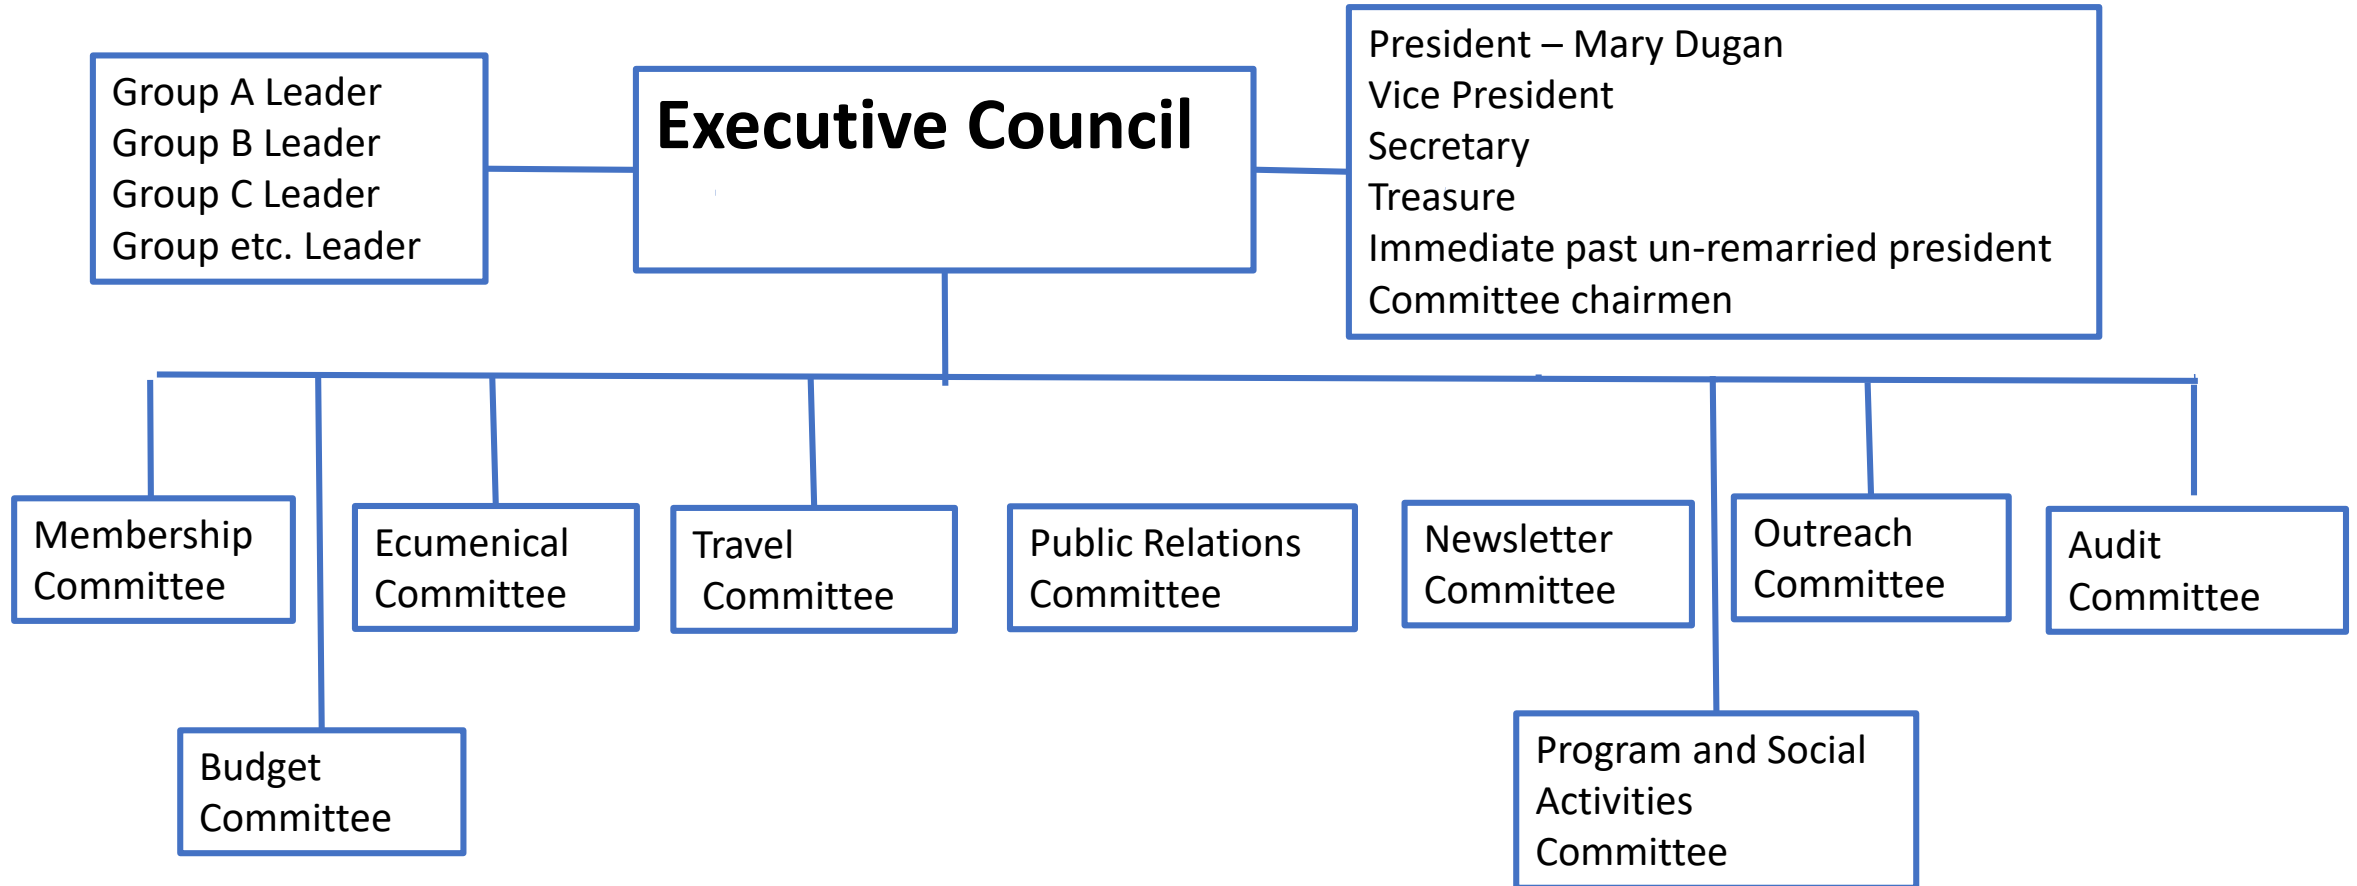 Group A Leader
Group B Leader
Group C Leader
Group etc. Leader
Executive Council
President – Mary Dugan
Vice President
Secretary
Treasure
Immediate past un-remarried president
Committee chairmen
Membership
Committee
Ecumenical
Committee
Travel
Committee
Public Relations
Committee
Newsletter
Committee
Outreach
Committee
Audit
Committee
Budget
Committee
Program and Social
Activities
Committee